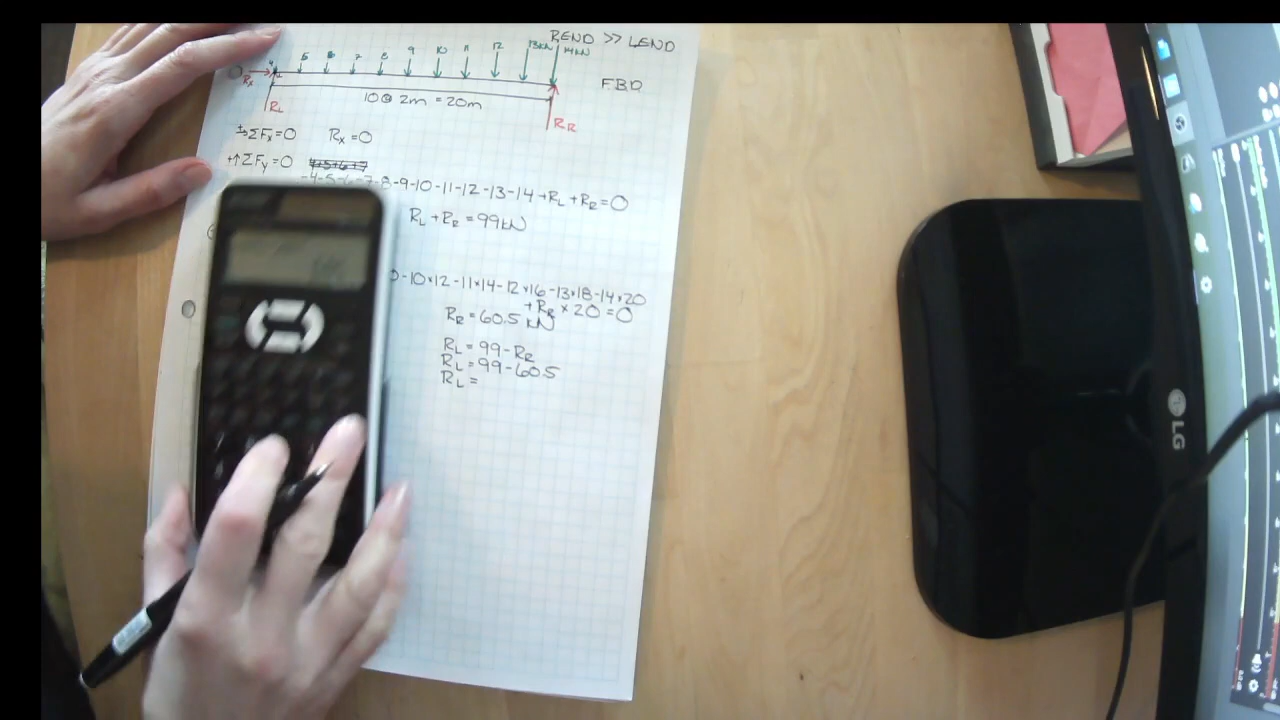 REND >> LEND
4 5 6 7 8 9 10 11 12 13kN 14kN
FBD
Rx
10@ 2m = 20m
RL
RR
+→ΣFx=0 Rx=0
+↑ΣFy=0
-4-5-6-7-8-9-10-11-12-13-14+RL+RR=0
RL+RR=99kN
-10×12-11×14-12×16-13×18-14×20
+RR×20=0
RR=60.5 kN
RL=99-RR
RL=99-60.5
RL=
LG